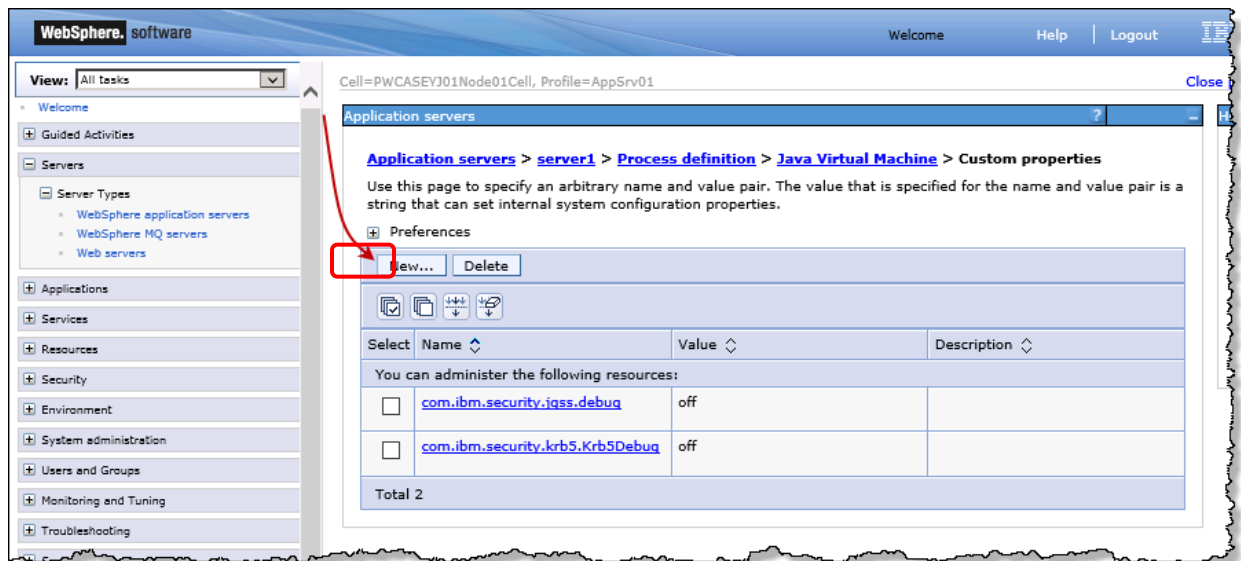 WebSphere. software
Welcome Help Logout
View: All tasks
Cell=PWCASEYJ01Node01Cell, Profile=AppSrv01
Close
Welcome
Guided Activities
Servers
Server Types
WebSphere application servers
WebSphere MQ servers
Web servers
Applications
Services
Resources
Security
Environment
System administration
Users and Groups
Monitoring and Tuning
Troubleshooting
Application servers ?
Application servers > server1 > Process definition > Java Virtual Machine > Custom properties
Use this page to specify an arbitrary name and value pair. The value that is specified for the name and value pair is a
string that can set internal system configuration properties.
Preferences
New... Delete
Select Name Value Description
You can administer the following resources:
com.ibm.security.jgss.debug off
com.ibm.security.krb5.Krb5Debug off
Total 2